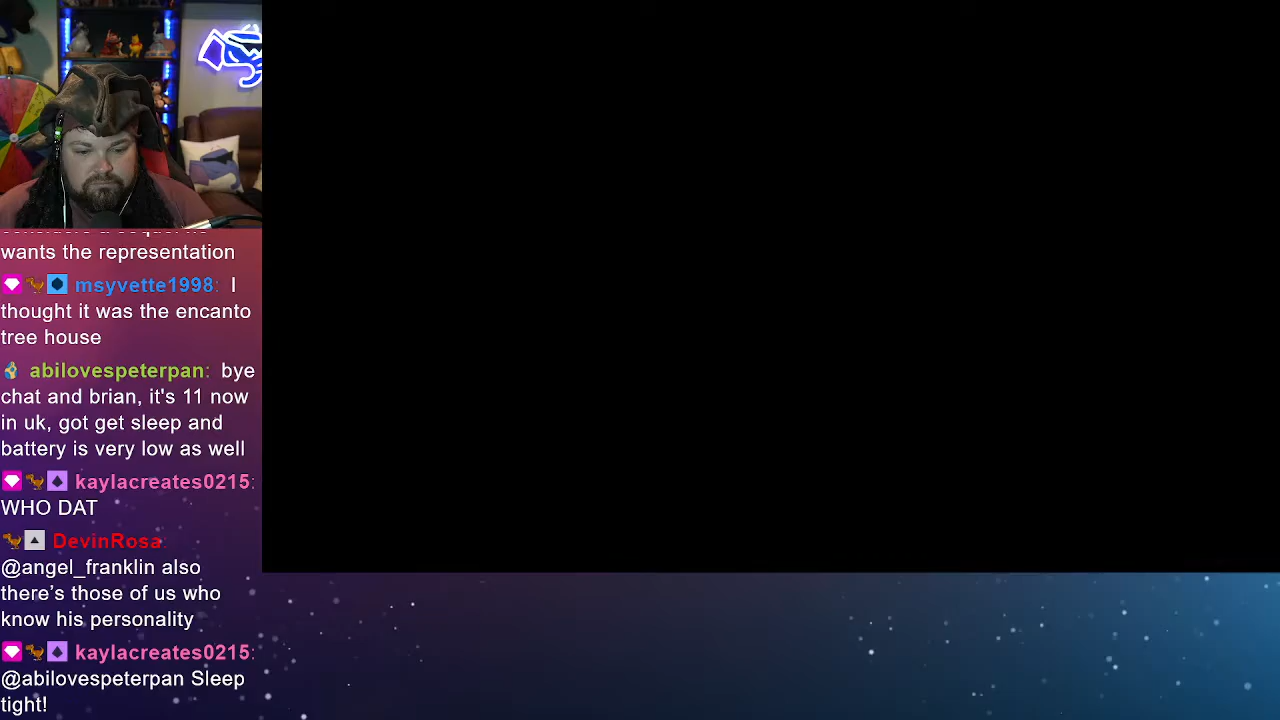 wants the representation
msyvette1998: I
thought it was the encanto
tree house
abilovespeterpan: bye
chat and brian, it's 11 now
in uk, got get sleep and
battery is very low as well
kaylacreates0215:
WHO DAT
DevinRosa:
@angel_franklin also
there’s those of us who
know his personality
kaylacreates0215:
@abilovespeterpan Sleep
tight!